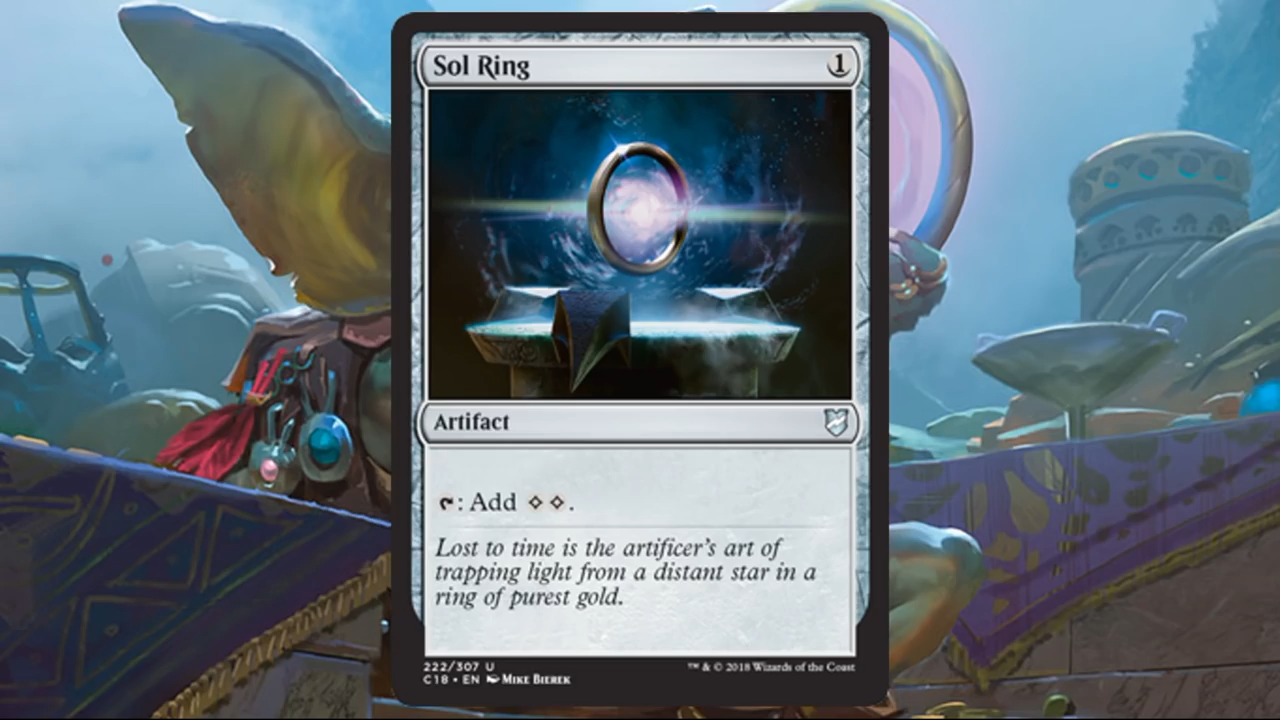 Sol Ring 1
Artifact
: Add .
Lost to time is the artificer's art of
trapping light from a distant star in a
ring of purest gold.
222/307 U
™ & © 2018 Wizards of the Coast
C18 • EN Mike Bierek